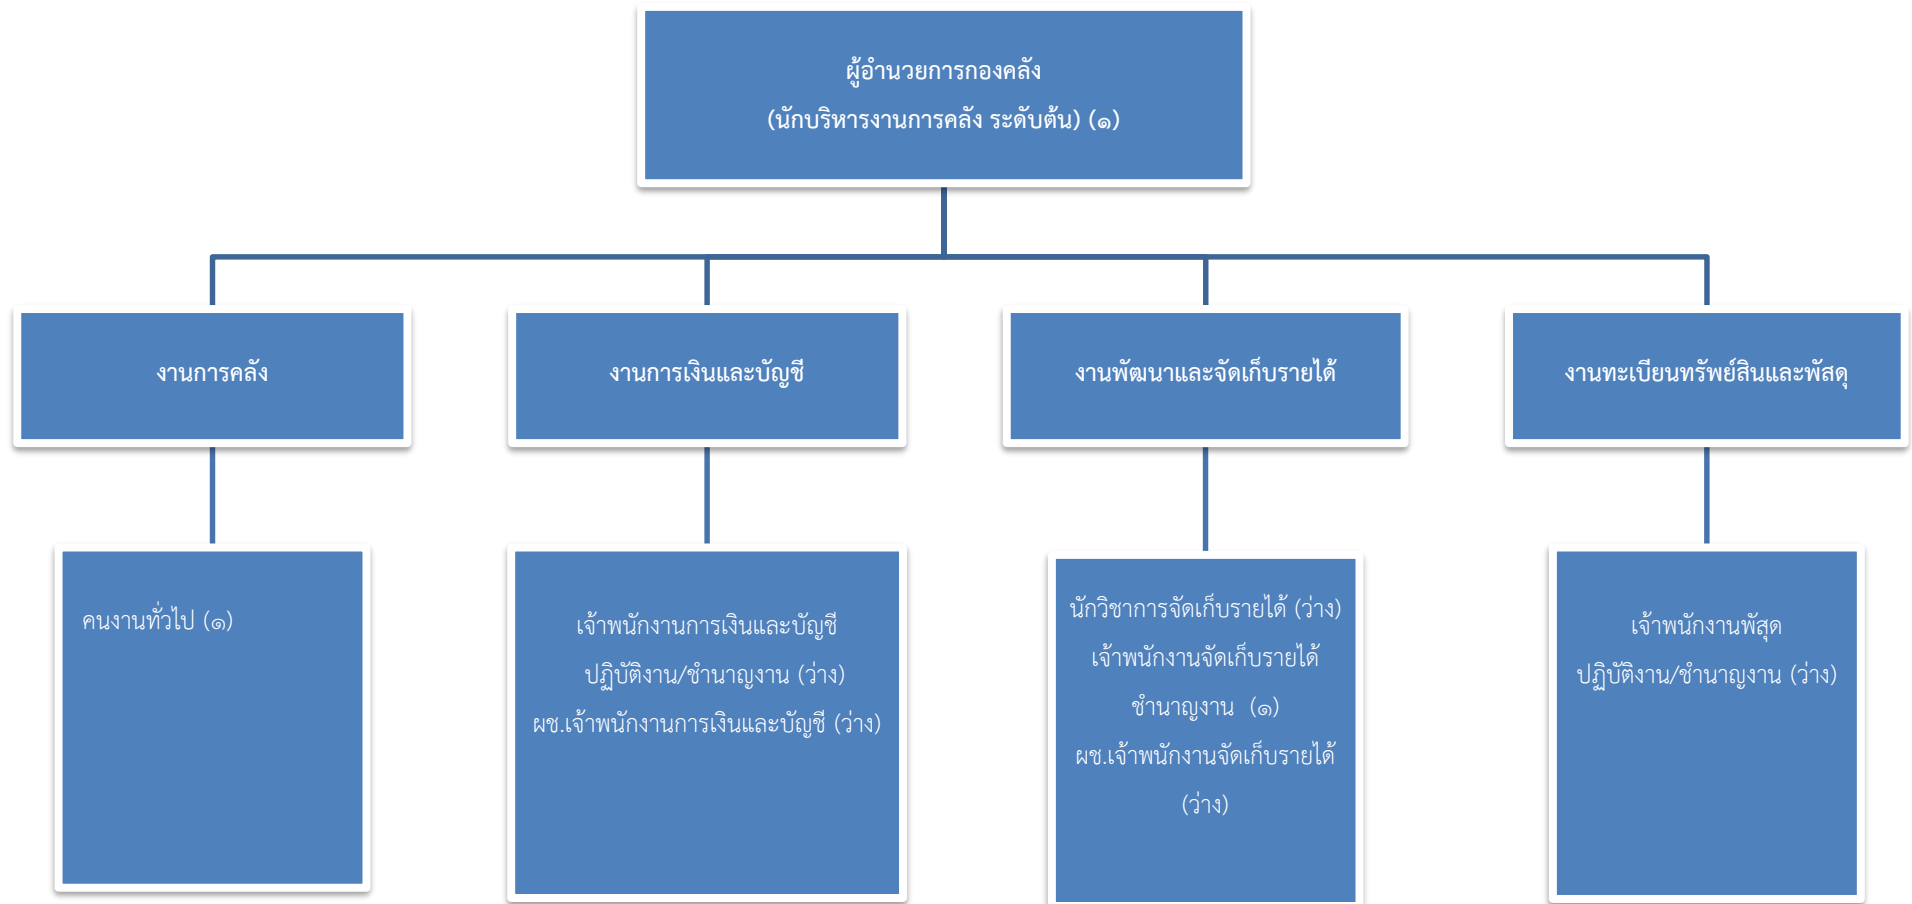 ผู้อำนวยการกองคลัง
(นักบริหารงานการคลัง ระดับต้น) (๑)
งานการคลัง
งานการเงินและบัญชี
งานพัฒนาและจัดเก็บรายได้
งานทะเบียนทรัพย์สินและพัสดุ
คนงานทั่วไป (๑)
เจ้าพนักงานการเงินและบัญชี
ปฏิบัติงาน/ชำนาญงาน (ว่าง)
ผช.เจ้าพนักงานการเงินและบัญชี (ว่าง)
นักวิชาการจัดเก็บรายได้ (ว่าง)
เจ้าพนักงานจัดเก็บรายได้
ชำนาญงาน (๑)
ผช.เจ้าพนักงานจัดเก็บรายได้
(ว่าง)
เจ้าพนักงานพัสุด
ปฏิบัติงาน/ชำนาญงาน (ว่าง)